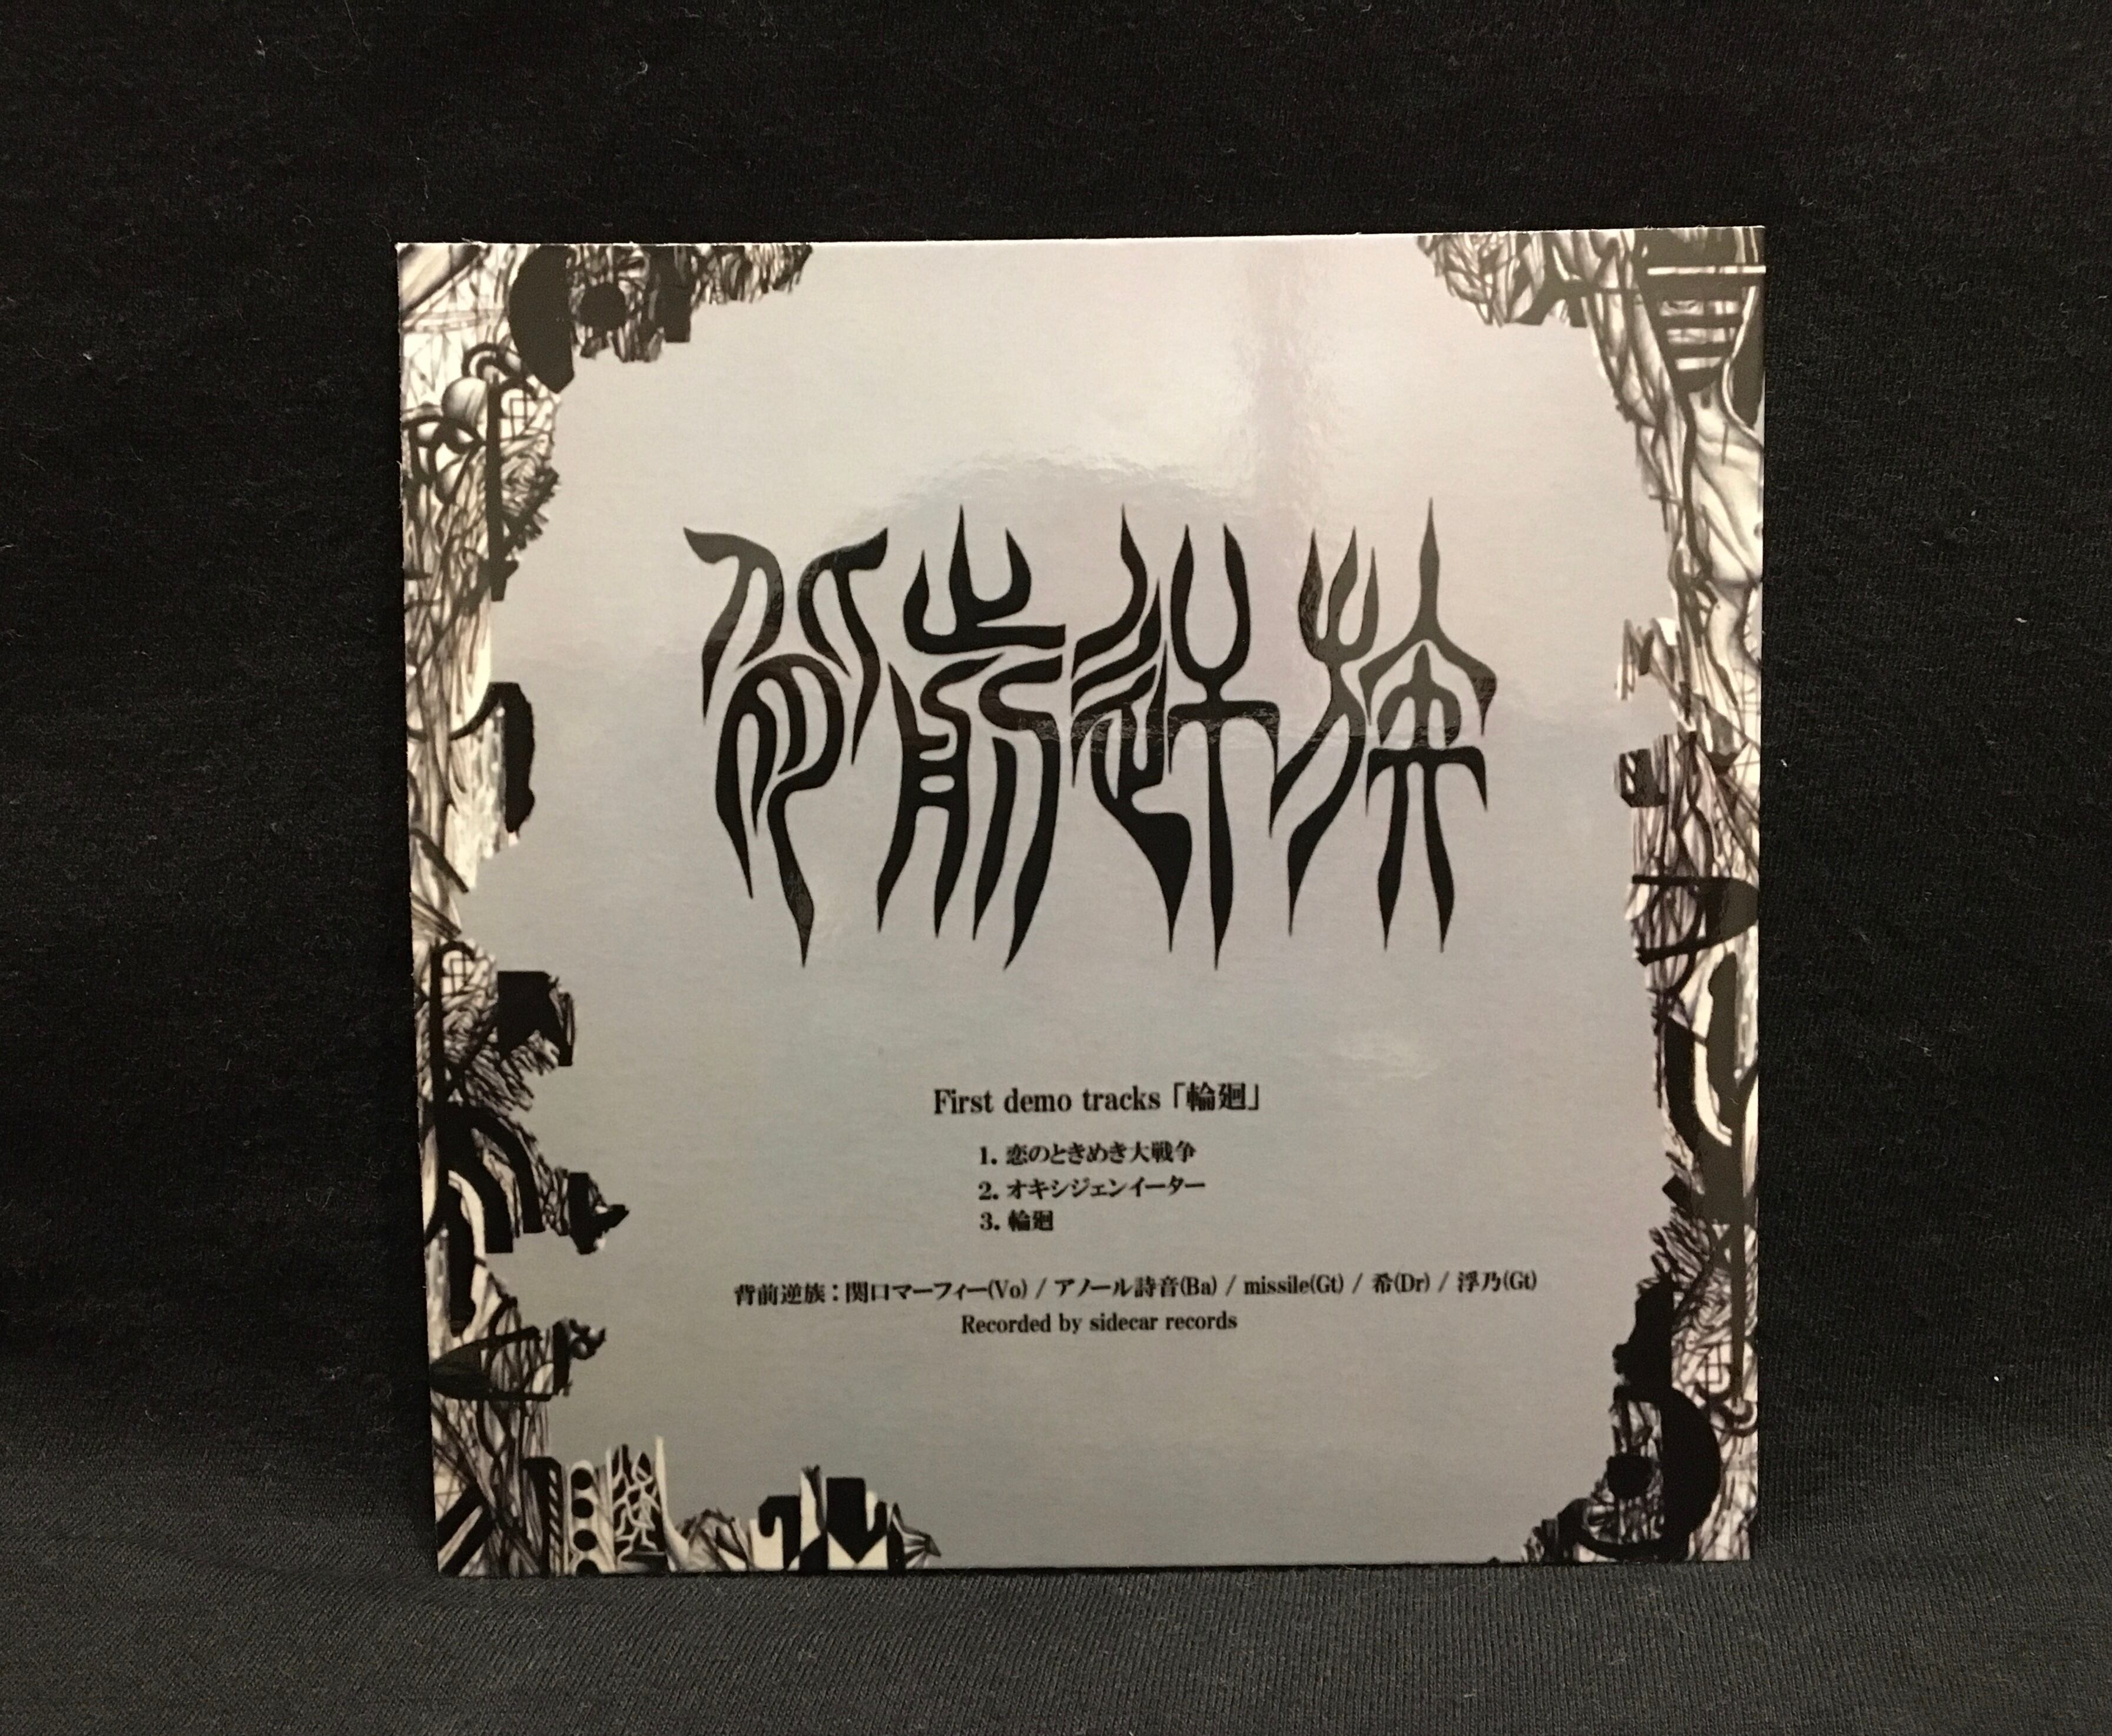 背前逆族
First demo tracks「輪廻」
1. 恋のときめき大戦争
2. オキシジェンイーター
3. 輪廻
背前逆族：関口マーフィー(Vo) / アノール詩音(Ba) / missile(Gt) / 希(Dr) / 浮乃(Gt)
Recorded by sidecar records